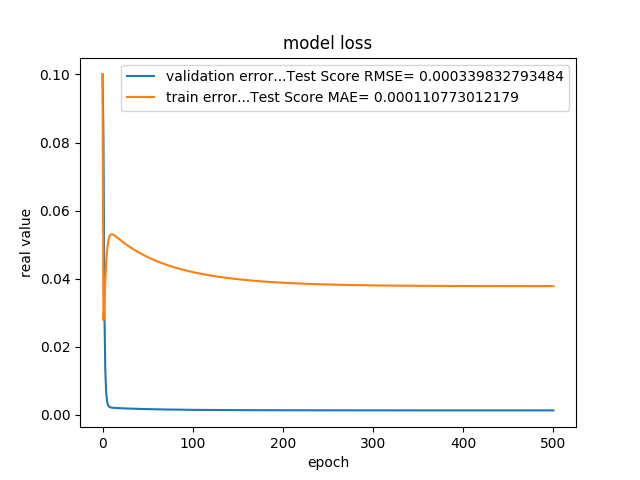 model loss
validation error...Test Score RMSE= 0.000339832793484
train error...Test Score MAE= 0.000110773012179
real value
0.10
0.08
0.06
0.04
0.02
0.00
0 100 200 300 400 500
epoch